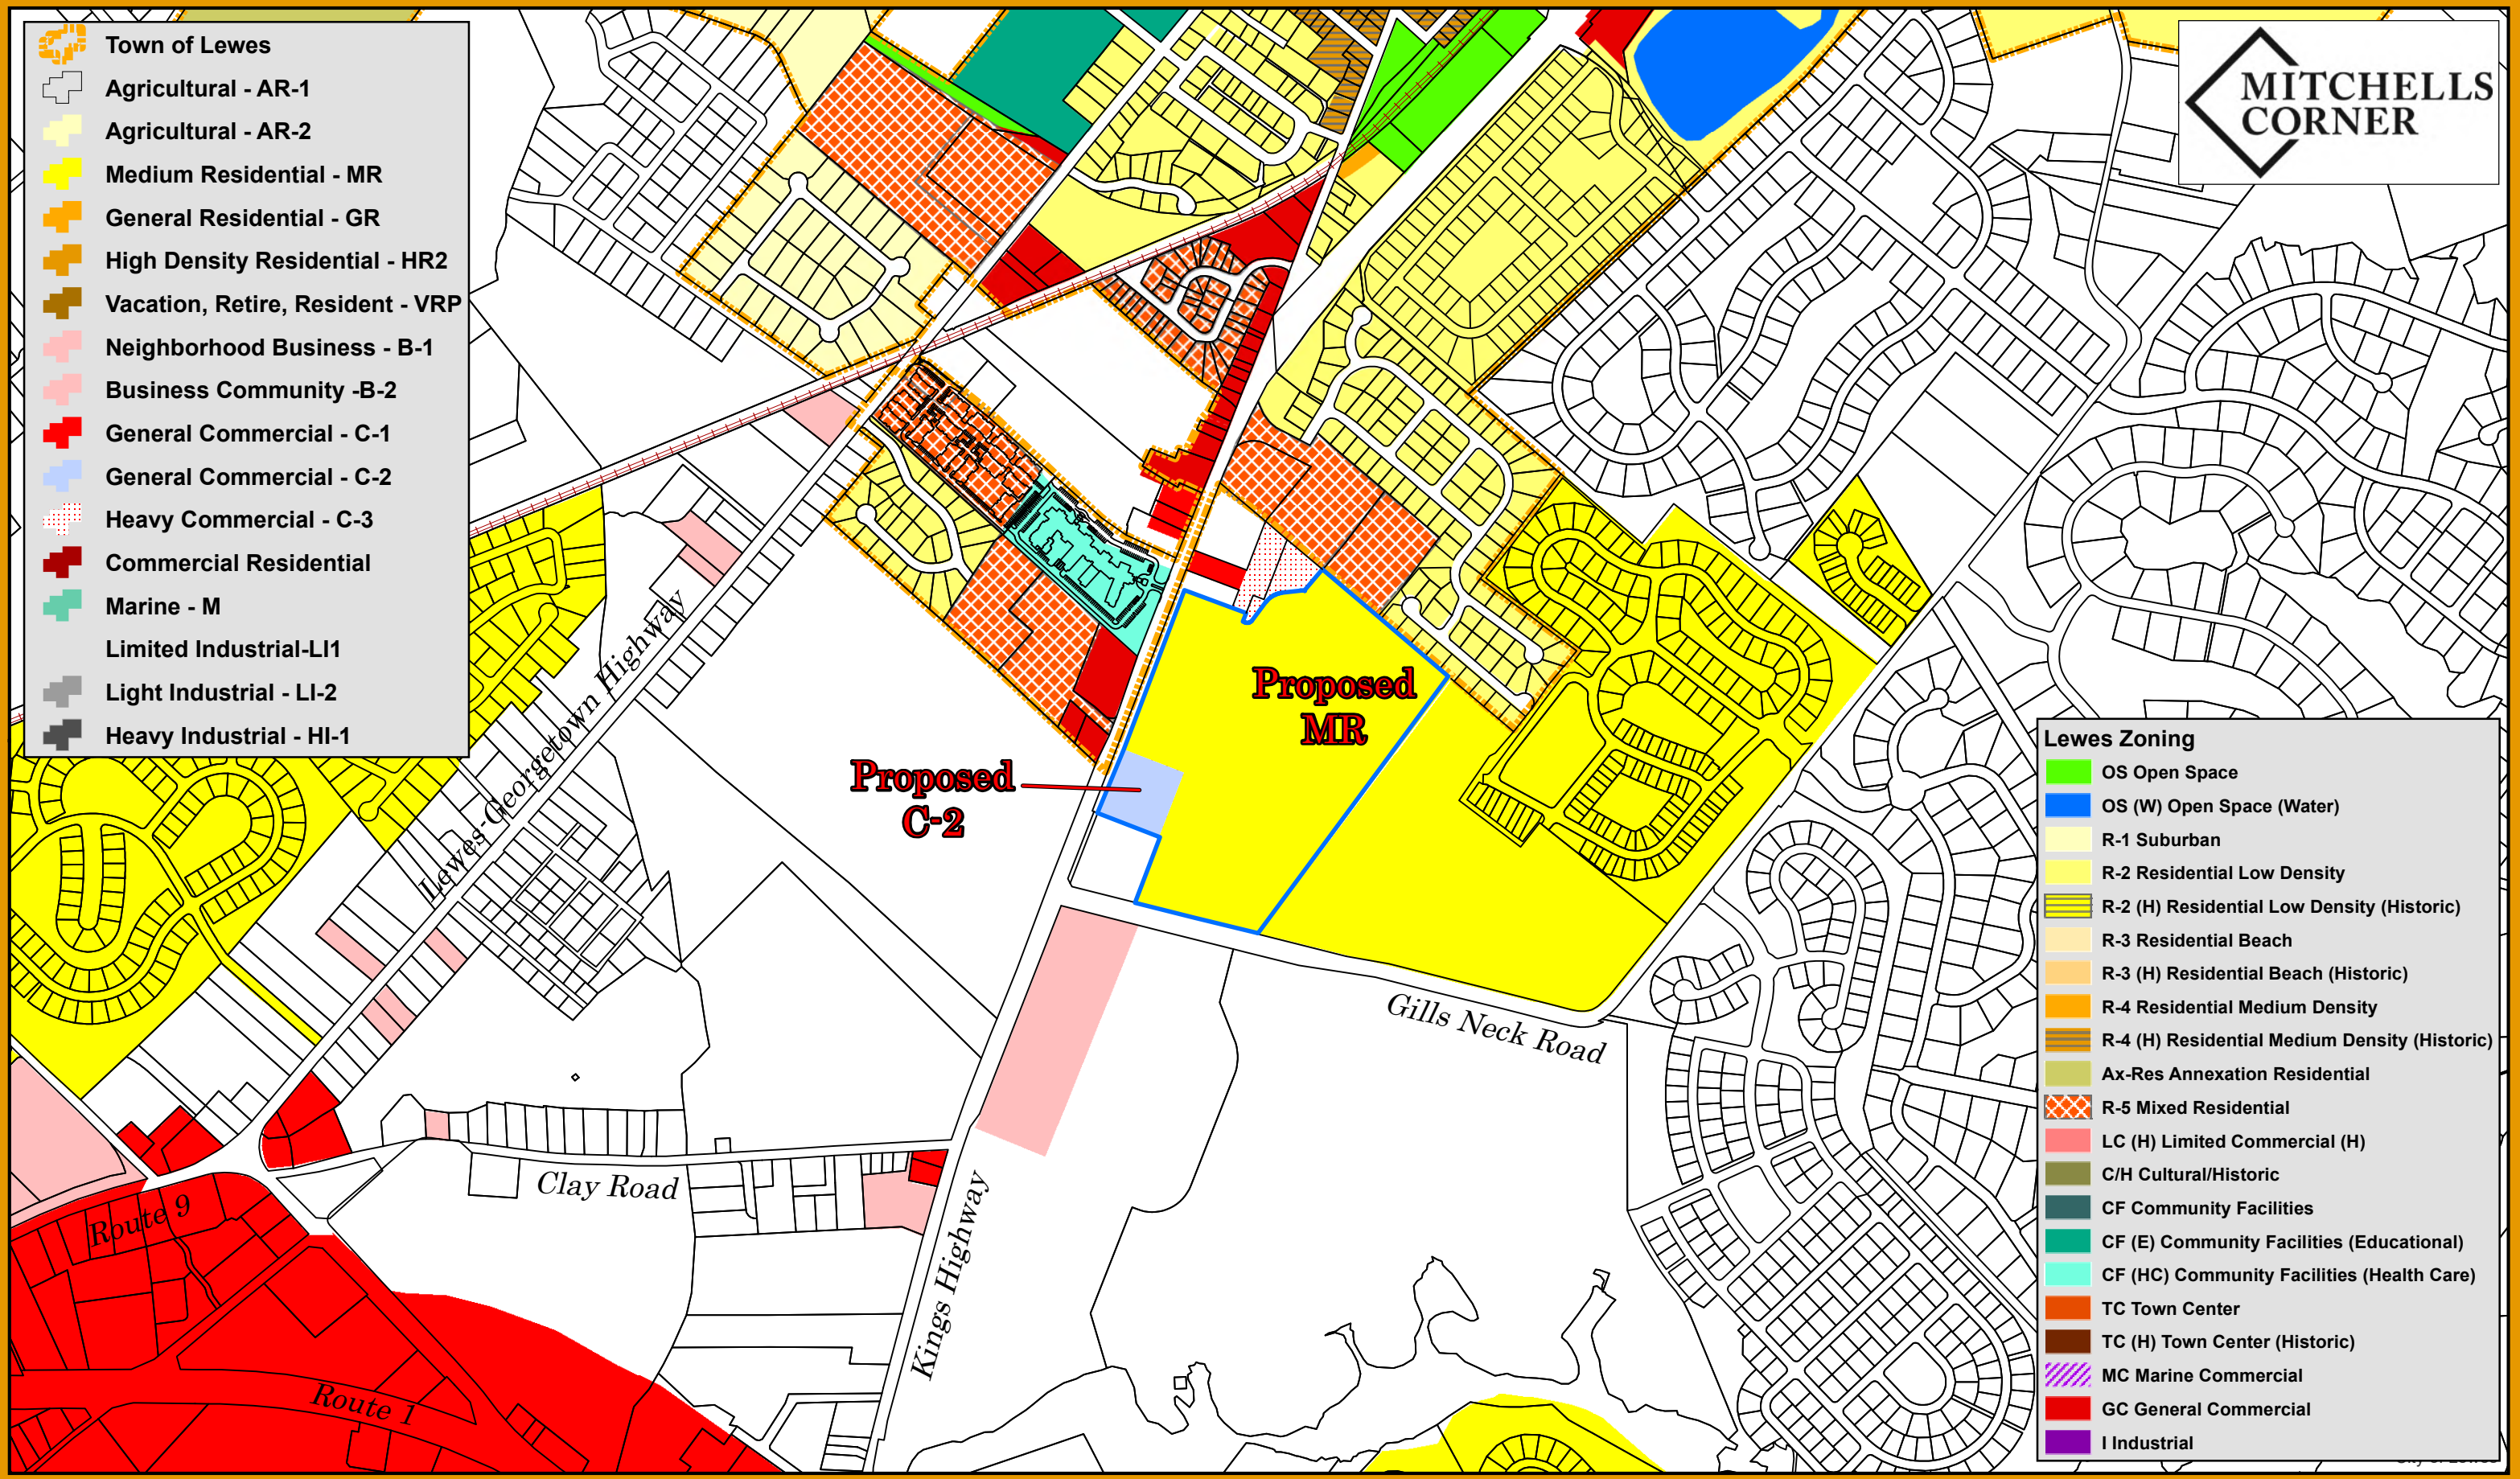 Town of Lewes
Agricultural - AR-1
Agricultural - AR-2
Medium Residential - MR
General Residential - GR
High Density Residential - HR2
Vacation, Retire, Resident - VRP
Neighborhood Business - B-1
Business Community -B-2
General Commercial - C-1
General Commercial - C-2
Heavy Commercial - C-3
Commercial Residential
Marine - M
Limited Industrial-LI1
Light Industrial - LI-2
Heavy Industrial - HI-1
MITCHELLS
CORNER
Lewes-Georgetown Highway
Proposed
MR
Proposed
C-2
Gills Neck Road
Clay Road
Kings Highway
Route 9
Route 1
Lewes Zoning
OS Open Space
OS (W) Open Space (Water)
R-1 Suburban
R-2 Residential Low Density
R-2 (H) Residential Low Density (Historic)
R-3 Residential Beach
R-3 (H) Residential Beach (Historic)
R-4 Residential Medium Density
R-4 (H) Residential Medium Density (Historic)
Ax-Res Annexation Residential
R-5 Mixed Residential
LC (H) Limited Commercial (H)
C/H Cultural/Historic
CF Community Facilities
CF (E) Community Facilities (Educational)
CF (HC) Community Facilities (Health Care)
TC Town Center
TC (H) Town Center (Historic)
MC Marine Commercial
GC General Commercial
I Industrial